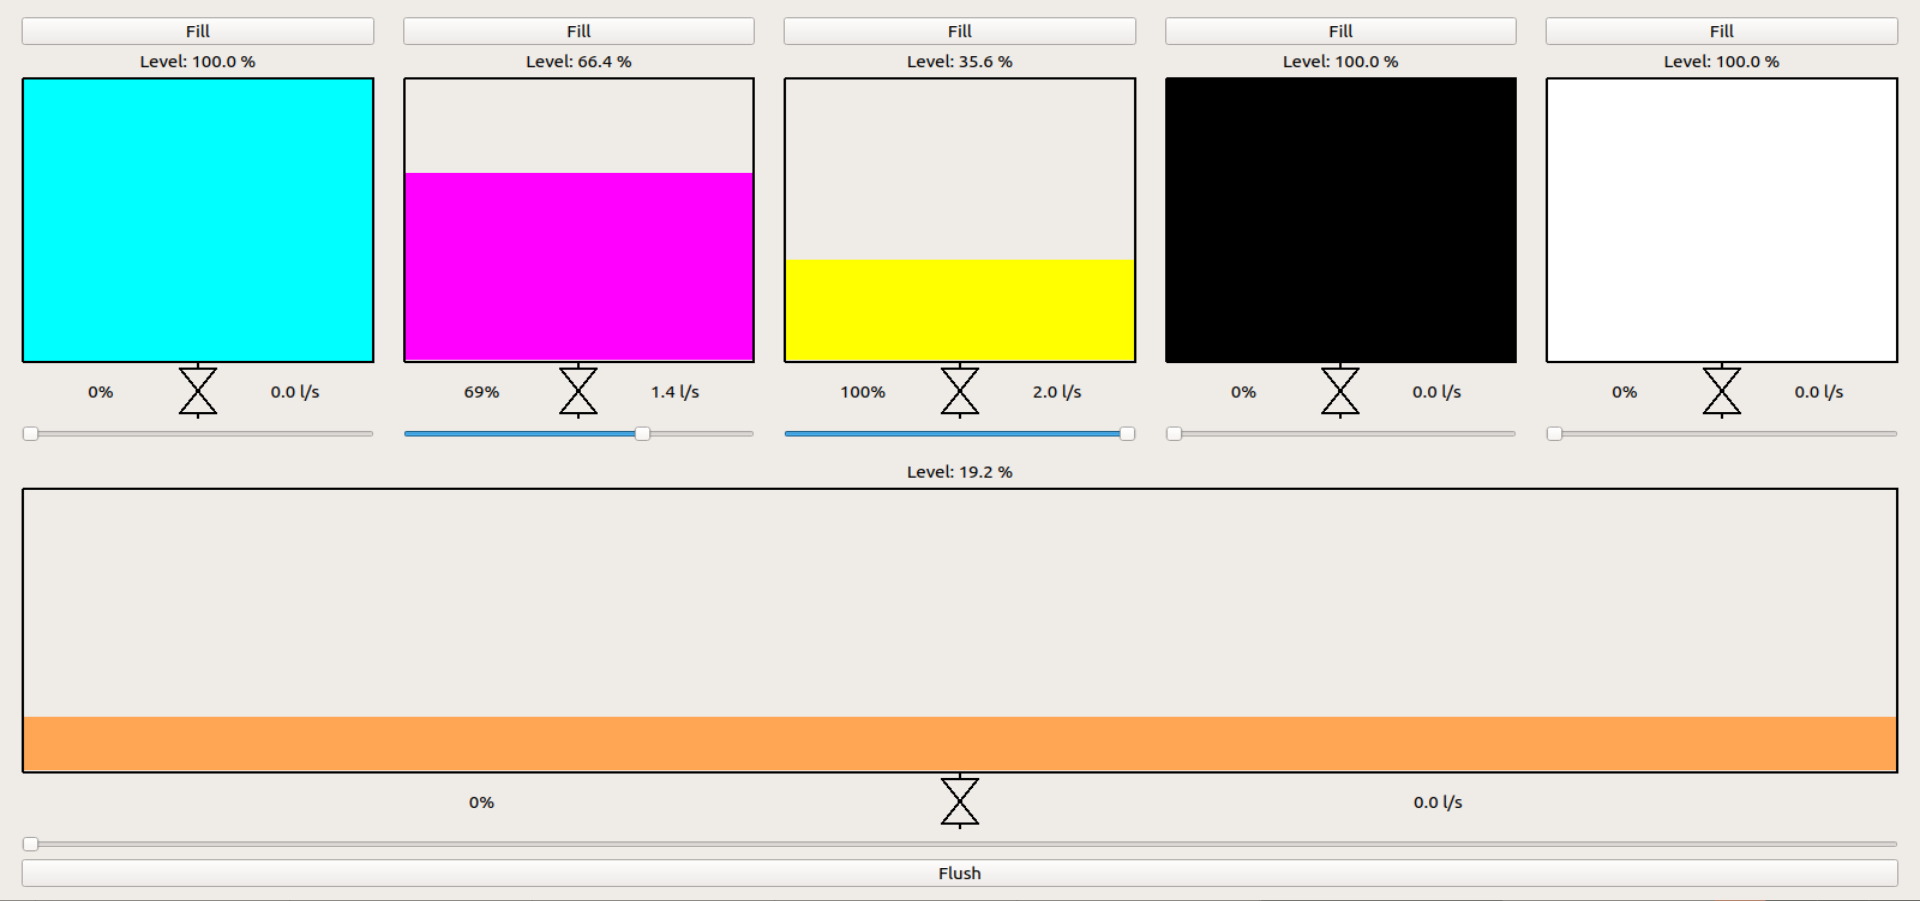 Fill Fill Fill Fill Fill
Level: 100.0 % Level: 66.4 % Level: 35.6 % Level: 100.0 % Level: 100.0 %
0% 0.0 l/s 69% 1.4 l/s 100% 2.0 l/s 0% 0.0 l/s 0% 0.0 l/s
Level: 19.2 %
0% 0.0 l/s
Flush